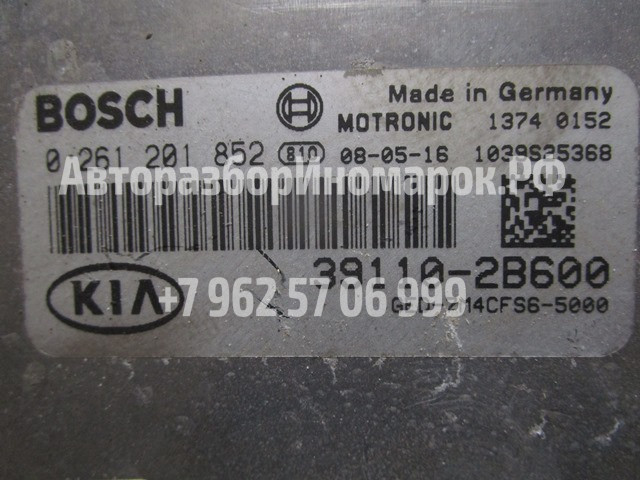 Made in Germany
BOSCH
MOTRONIC 1374 0152
0 261 201 852 810 08-05-16 1039S25368
АвторазборИномарок.РФ
39110-2B600
KIA
+7 962 57 06 999
M4CFS6-5000